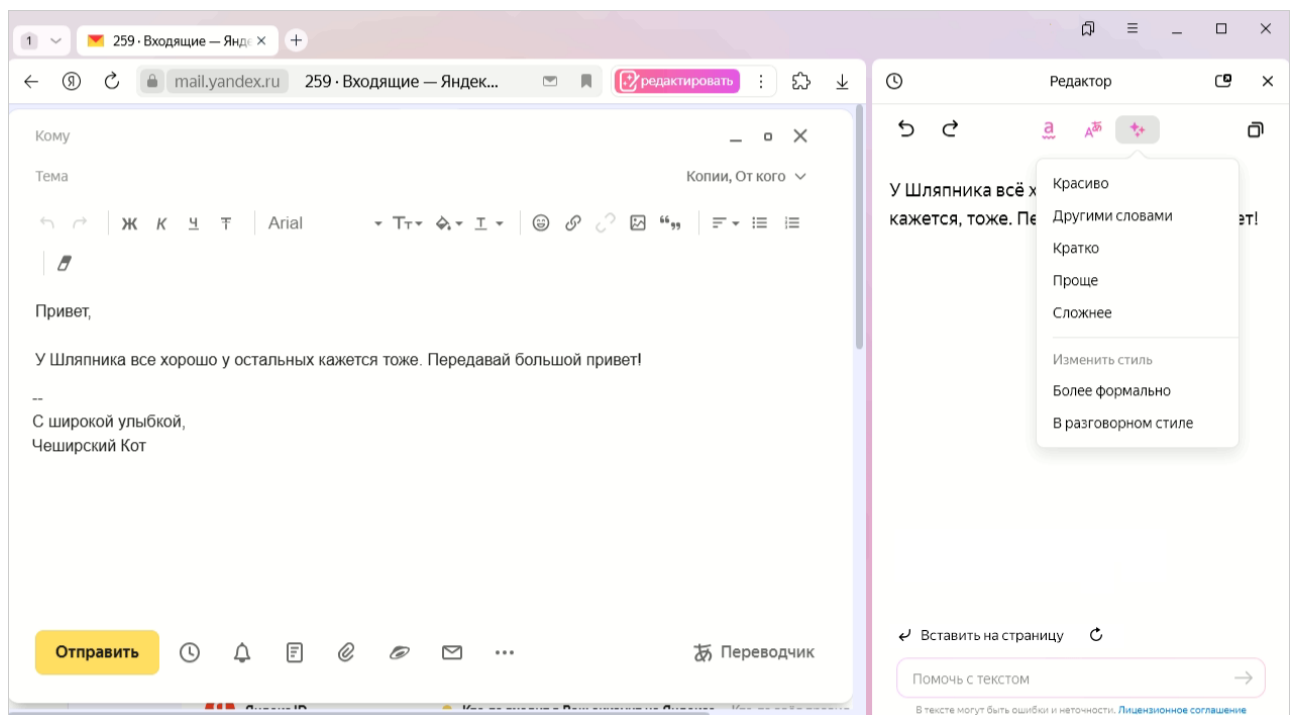 1
259 · Входящие — Янде
259 · Входящие — Яндек...
mail.yandex.ru
редактировать
Кому
Тема
Копии, От кого
Ж К Ч Т Arial Тт
Привет,
У Шляпника все хорошо у остальных кажется тоже. Передавай большой привет!
--
С широкой улыбкой,
Чеширский Кот
Отправить
Переводчик
Кто
Редактор
У Шляпника всё
кажется, тоже.
ет!
Красиво
Другими словами
Кратко
Проще
Сложнее
Изменить стиль
Более формально
В разговорном стиле
Вставить на страницу
Помочь с текстом
В тексте могут быть ошибки и неточности. Лицензионное соглашение